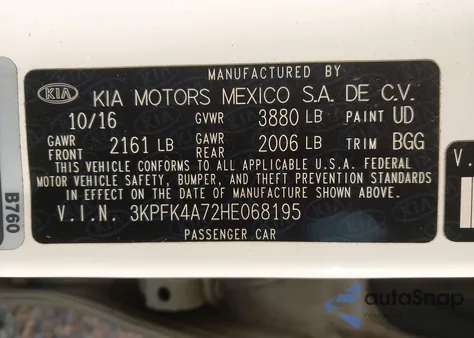 MANUFACTURED BY
KIA KIA MOTORS MEXICO S.A. DE C.V.
10/16 GVWR 3880 LB PAINT UD
GAWR FRONT 2161 LB GAWR REAR 2006 LB TRIM BGG
THIS VEHICLE CONFORMS TO ALL APPLICABLE U.S.A. FEDERAL
MOTOR VEHICLE SAFETY, BUMPER, AND THEFT PREVENTION STANDARDS
IN EFFECT ON THE DATE OF MANUFACTURE SHOWN ABOVE.
V.I.N. 3KPFK4A72HE068195
PASSENGER CAR
B760
V.
autoSnap